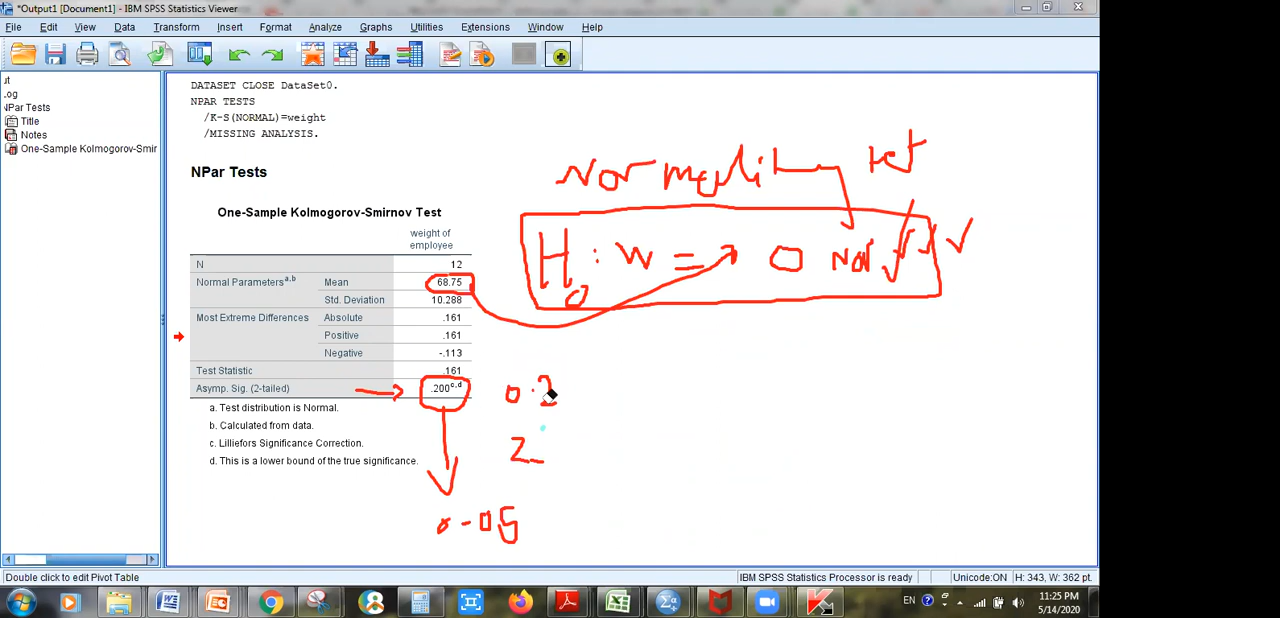 *Output1 [Document1] - IBM SPSS Statistics Viewer
File Edit View Data Transform Insert Format Analyze Graphs Utilities Extensions Window Help
NPar Tests
Title
Notes
One-Sample Kolmogorov-Smir
DATASET CLOSE DataSet0.
NPAR TESTS
/K-S(NORMAL)=weight
/MISSING ANALYSIS.
NPar Tests
One-Sample Kolmogorov-Smirnov Test
weight of
employee
N 12
Normal Parametersa,b Mean 68.75
Std. Deviation 10.288
Most Extreme Differences Absolute .161
Positive .161
Negative -.113
Test Statistic .161
Asymp. Sig. (2-tailed) .200c,d
a. Test distribution is Normal.
b. Calculated from data.
c. Lilliefors Significance Correction.
d. This is a lower bound of the true significance.
H0 : W =
0.2
2
0.05
Double click to edit Pivot Table
IBM SPSS Statistics Processor is ready
Unicode:ON H: 343, W: 362 pt.
EN
11:25 PM
5/14/2020